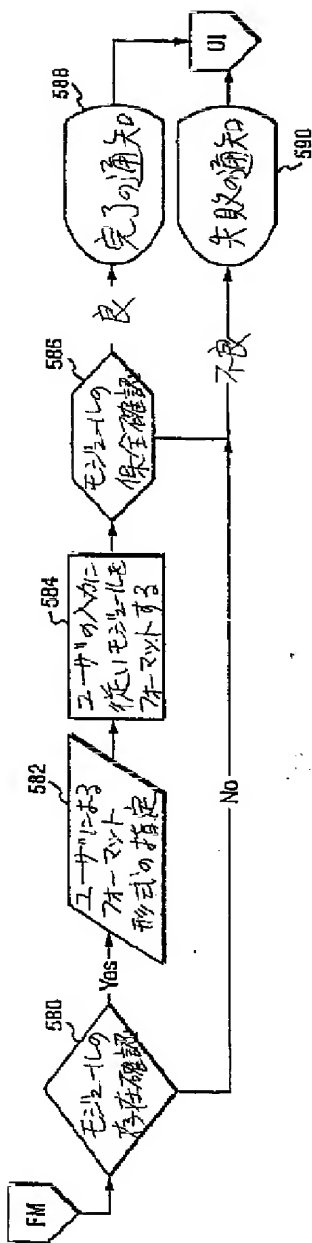 FM
580
モジュールの
存在確認
Yes
582
ユーザによる
フォーマット
形式の指定
584
ユーザの入力に
従いモジュールを
フォーマットする
586
モジュールの
保全確認
良
588
完了の通知
No
不良
失敗の通知
590
UI